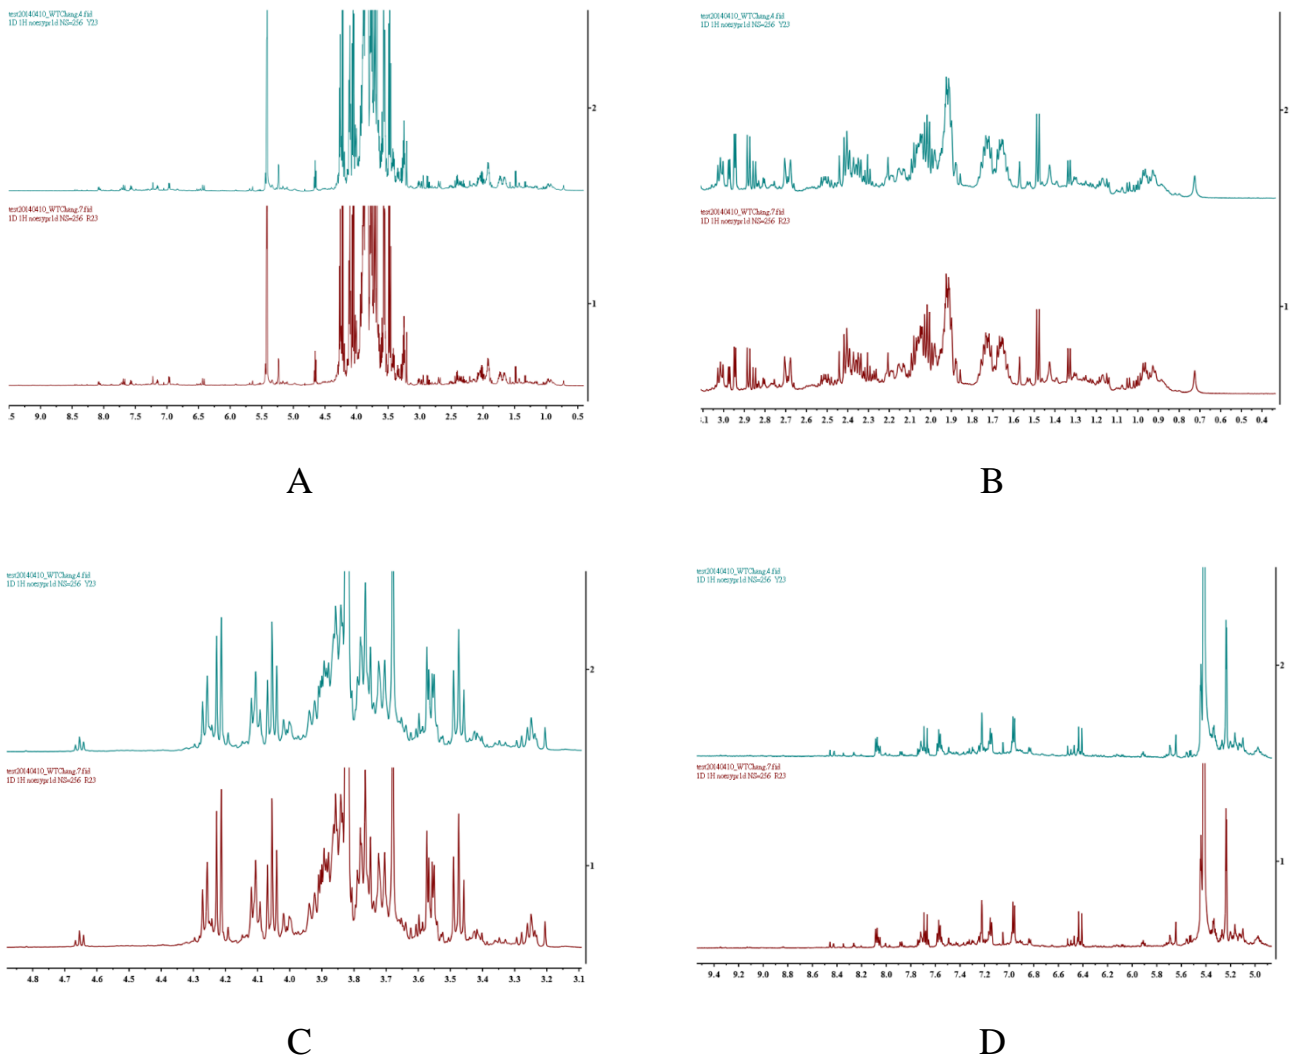 test20140410_WTChang.4.fid
1D 1H noesypr1d NS=256 Y23
2
test20140410_WTChang.7.fid
1D 1H noesypr1d NS=256 R23
1
.5 9.0 8.5 8.0 7.5 7.0 6.5 6.0 5.5 5.0 4.5 4.0 3.5 3.0 2.5 2.0 1.5 1.0 0.5
A
test20140410_WTChang.4.fid
1D 1H noesypr1d NS=256 Y23
2
test20140410_WTChang.7.fid
1D 1H noesypr1d NS=256 R23
1
.1 3.0 2.9 2.8 2.7 2.6 2.5 2.4 2.3 2.2 2.1 2.0 1.9 1.8 1.7 1.6 1.5 1.4 1.3 1.2 1.1 1.0 0.9 0.8 0.7 0.6 0.5 0.4
B
test20140410_WTChang.4.fid
1D 1H noesypr1d NS=256 Y23
2
test20140410_WTChang.7.fid
1D 1H noesypr1d NS=256 R23
1
4.8 4.7 4.6 4.5 4.4 4.3 4.2 4.1 4.0 3.9 3.8 3.7 3.6 3.5 3.4 3.3 3.2 3.1
C
test20140410_WTChang.4.fid
1D 1H noesypr1d NS=256 Y23
2
test20140410_WTChang.7.fid
1D 1H noesypr1d NS=256 R23
1
9.4 9.2 9.0 8.8 8.6 8.4 8.2 8.0 7.8 7.6 7.4 7.2 7.0 6.8 6.6 6.4 6.2 6.0 5.8 5.6 5.4 5.2 5.0
D